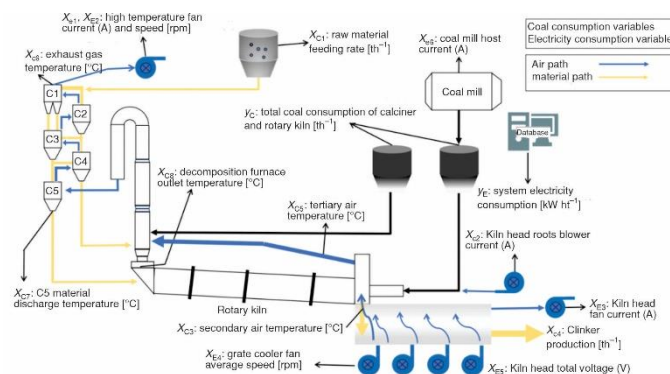 X_e1, X_E2: high temperature fan
current (A) and speed [rpm]
X_C1: raw material
feeding rate [th⁻¹]
X_e6: coal mill host
current (A)
Coal consumption variables
Electricity consumption variable
Air path
material path
X_c8: exhaust gas
temperature [°C]
C1
C2
C3
C4
C5
Coal mill
y_C: total coal consumption of calciner
and rotary kiln [th⁻¹]
Database
X_C8: decomposition furnace
outlet temperature [°C]
X_C5: tertiary air
temperature [°C]
y_E: system electricity
consumption [kW ht⁻¹]
X_c2: Kiln head roots blower
current (A)
X_C7: C5 material
discharge temperature [°C]
Rotary kiln
X_C3: secondary air temperature [°C]
X_E3: Kiln head
fan current (A)
X_c4: Clinker
production [th⁻¹]
X_E4: grate cooler fan
average speed [rpm]
X_E5: Kiln head total voltage (V)